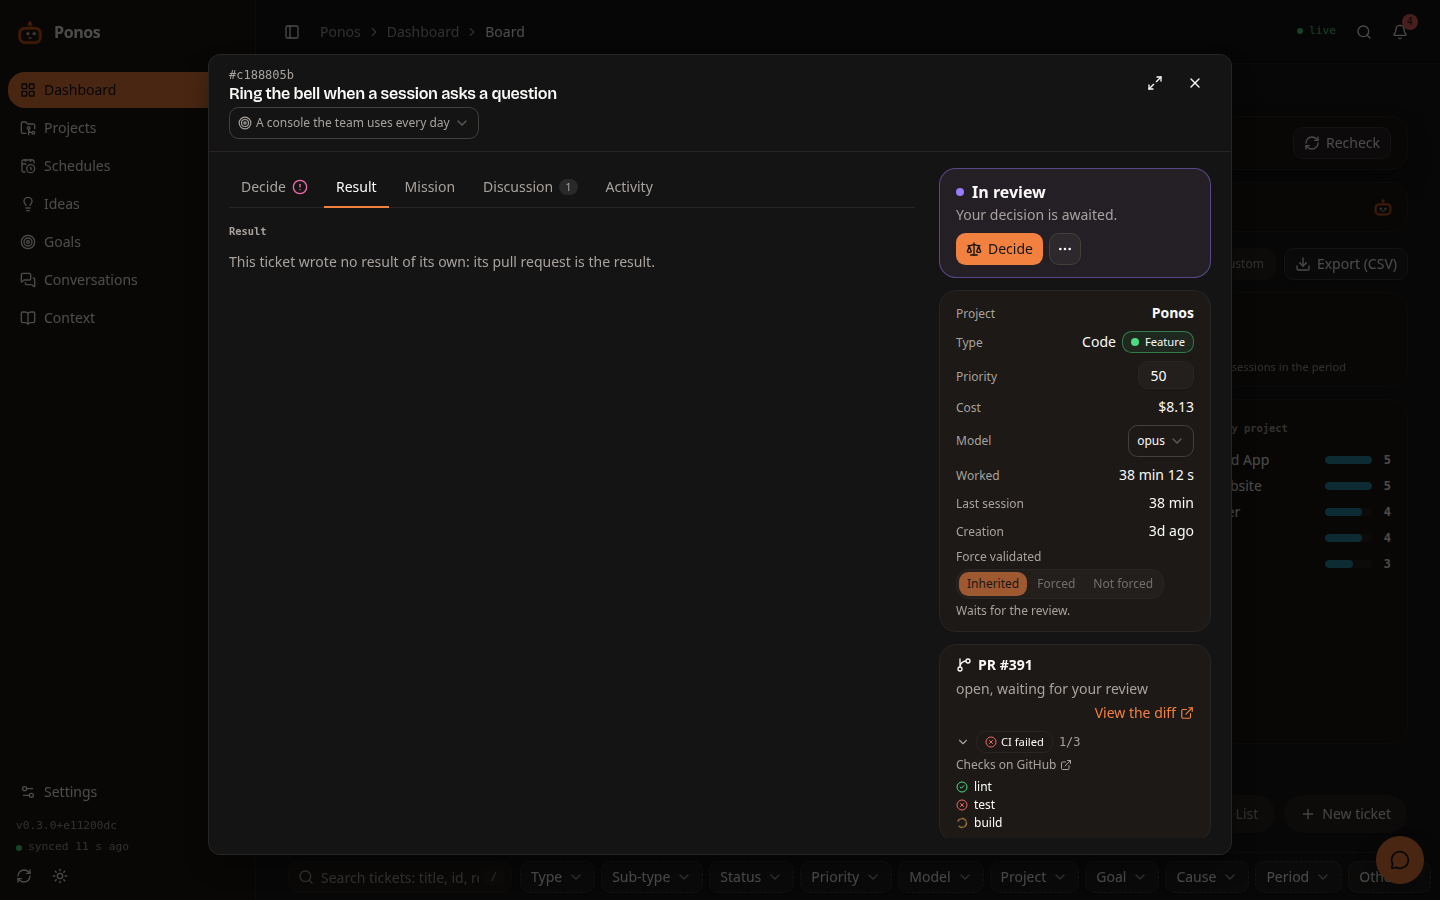 Ponos
Ponos > Dashboard > Board
live
4
Dashboard
Projects
Schedules
Ideas
Goals
Conversations
Context
Settings
v0.3.0+e11200dc
synced 11 s ago
#c188805b
Ring the bell when a session asks a question
A console the team uses every day
Decide
Result
Mission
Discussion 1
Activity
Result
This ticket wrote no result of its own: its pull request is the result.
In review
Your decision is awaited.
Decide
Project Ponos
Type Code Feature
Priority 50
Cost $8.13
Model opus
Worked 38 min 12 s
Last session 38 min
Creation 3d ago
Force validated
Inherited Forced Not forced
Waits for the review.
PR #391
open, waiting for your review
View the diff
CI failed 1/3
Checks on GitHub
lint
test
build
Recheck
Export (CSV)
sessions in the period
project
App 5
5
4
4
3
List
New ticket
Search tickets: title, id, /
Type
Sub-type
Status
Priority
Model
Project
Goal
Cause
Period